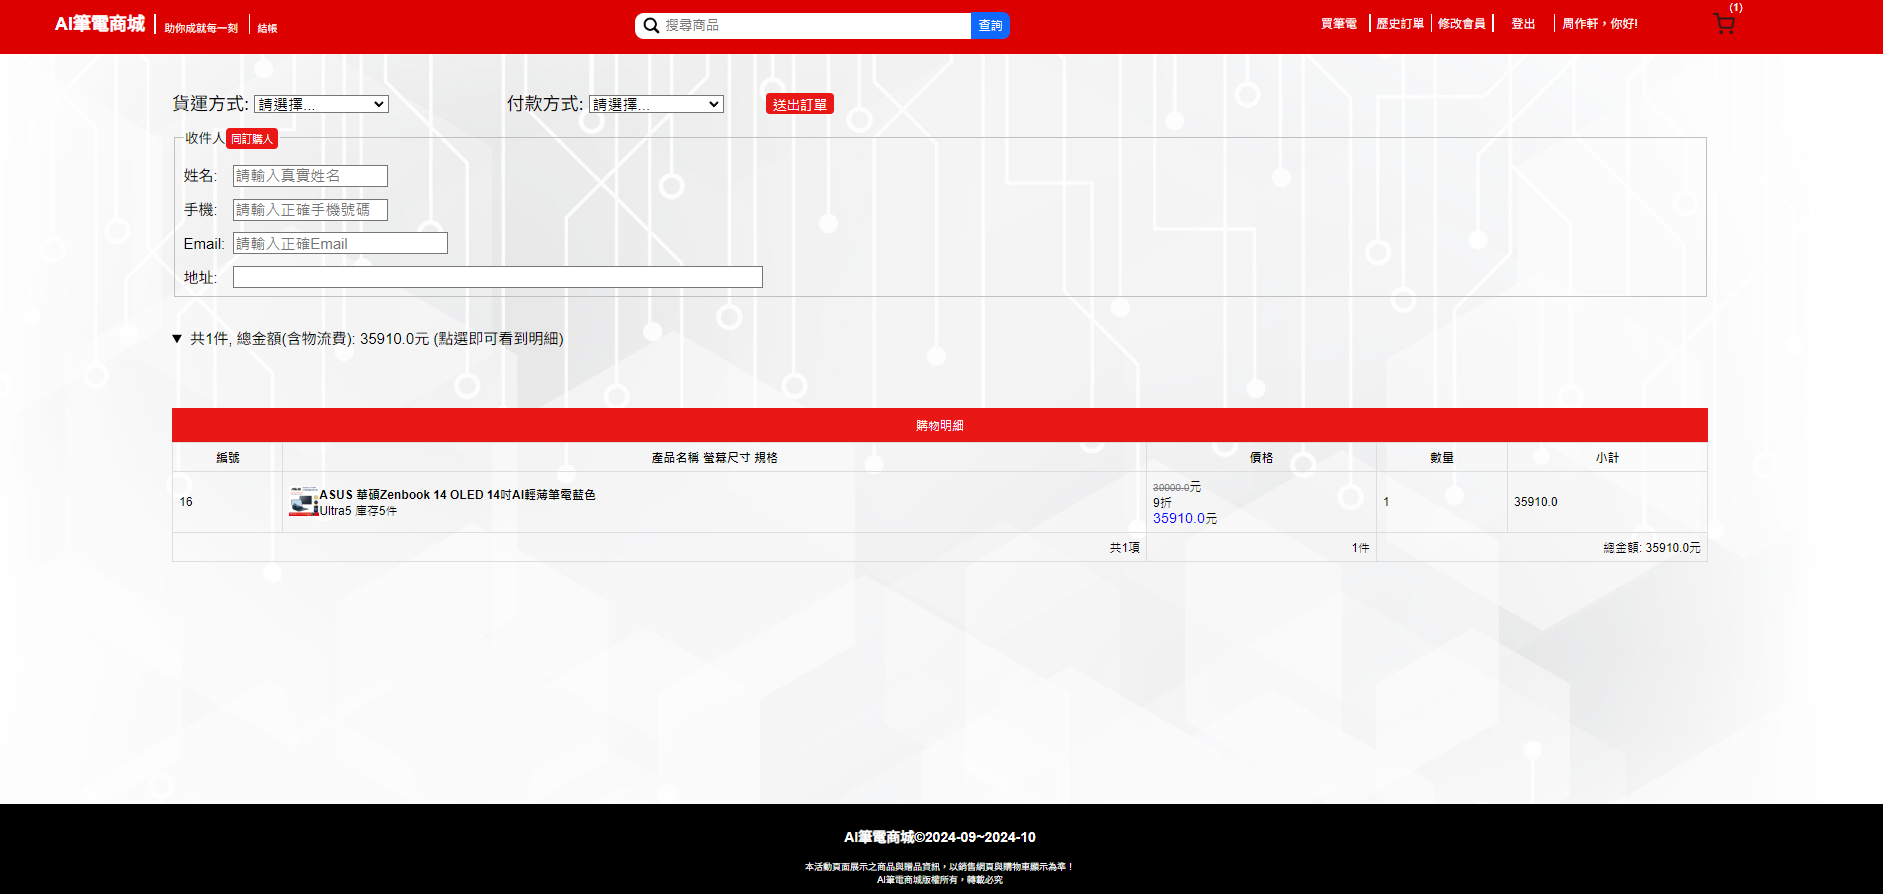 AI筆電商城 助你成就每一刻 結帳 搜尋商品 查詢 買筆電 歷史訂單 修改會員 登出 周作軒，你好! (1)
貨運方式: 請選擇... 付款方式: 請選擇... 送出訂單
收件人 同訂購人
姓名: 請輸入真實姓名
手機: 請輸入正確手機號碼
Email: 請輸入正確Email
地址:
▼ 共1件, 總金額(含物流費): 35910.0元 (點選即可看到明細)
購物明細
編號 產品名稱 螢幕尺寸 規格 價格 數量 小計
16 ASUS 華碩Zenbook 14 OLED 14吋AI輕薄筆電藍色
Ultra5 庫存5件
元
9折
35910.0元
1 35910.0
共1項 1件 總金額: 35910.0元
AI筆電商城©2024-09~2024-10
本活動頁面展示之商品與贈品資訊，以銷售網頁與購物車顯示為準！
AI筆電商城版權所有，轉載必究